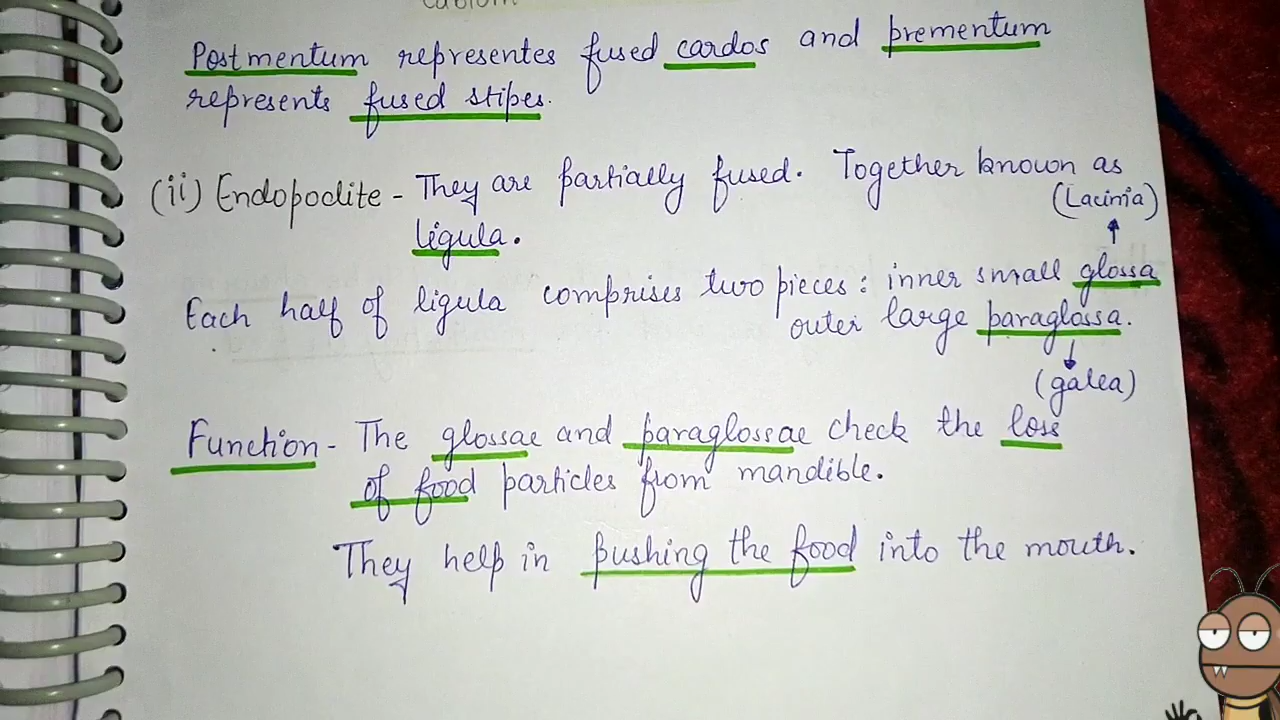 Labium
Postmentum representes fused cardos and prementum
represents fused stipes.
(ii) Endopodite - They are partially fused. Together known as
ligula.
(Lacinia)
Each half of ligula comprises two pieces: inner small glossa
outer large paraglossa.
(galea)
Function - The glossae and paraglossae check the loss
of food particles from mandible.
They help in pushing the food into the mouth.